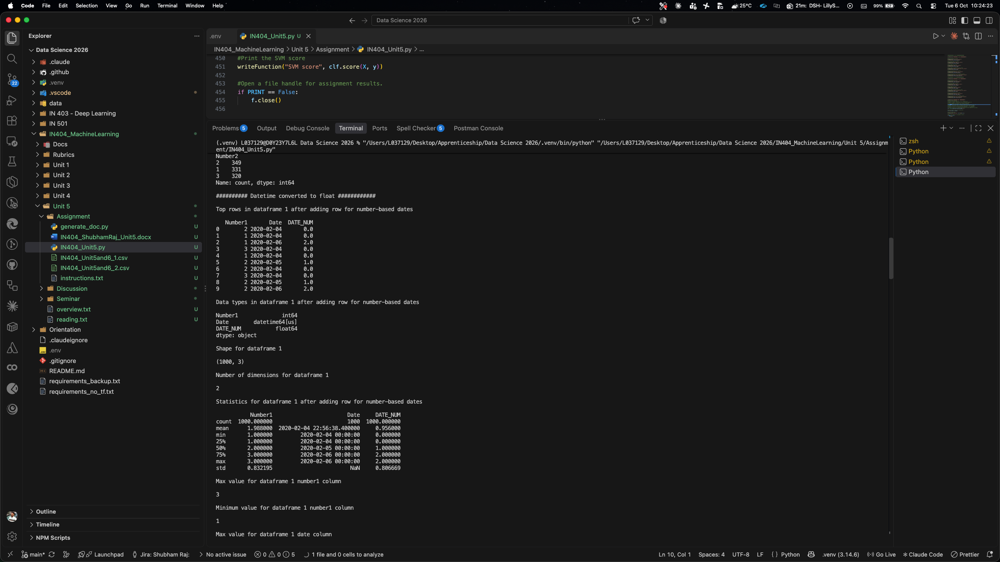 Code File Edit Selection View Go Run Terminal Window Help 25°C 21m: DSH- LillyS... 99% Tue 6 Oct 10:24:23
Data Science 2026
Explorer
Data Science 2026
.claude
.github
.venv
.vscode
data
IN 403 - Deep Learning
IN 501
IN404_MachineLearning
Docs
Rubrics
Unit 1
Unit 2
Unit 3
Unit 4
Unit 5
Assignment
generate_doc.py U
IN404_ShubhamRaj_Unit5.docx U
IN404_Unit5.py U
IN404_Unit5and6_1.csv U
IN404_Unit5and6_2.csv U
instructions.txt U
Discussion
Seminar
overview.txt U
reading.txt U
Orientation
.claudeignore
.env
.gitignore
README.md
requirements_backup.txt
requirements_no_tf.txt
Outline
Timeline
NPM Scripts
22
.env IN404_Unit5.py U
IN404_MachineLearning > Unit 5 > Assignment > IN404_Unit5.py > ...
450 #Print the SVM score
451 writeFunction("SVM score", clf.score(X, y))
452
453 #Open a file handle for assignment results.
454 if PRINT == False:
455 f.close()
456
Problems 5 Output Debug Console Terminal Ports Spell Checker 5 Postman Console
(.venv) L037129@D0Y23Y7L6L Data Science 2026 % "/Users/L037129/Desktop/Apprenticeship/Data Science 2026/.venv/bin/python" "/Users/L037129/Desktop/Apprenticeship/Data Science 2026/IN404_MachineLearning/Unit 5/Assignm
ent/IN404_Unit5.py"
Number2
2 349
1 331
3 320
Name: count, dtype: int64
########## Datetime converted to float ############
Top rows in dataframe 1 after adding row for number-based dates
Number1 Date DATE_NUM
0 2 2020-02-04 0.0
1 1 2020-02-04 0.0
2 1 2020-02-06 2.0
3 3 2020-02-04 0.0
4 1 2020-02-04 0.0
5 2 2020-02-05 1.0
6 2 2020-02-04 0.0
7 3 2020-02-04 0.0
8 2 2020-02-05 1.0
9 2 2020-02-06 2.0
Data types in dataframe 1 after adding row for number-based dates
Number1 int64
Date datetime64[us]
DATE_NUM float64
dtype: object
Shape for dataframe 1
(1000, 3)
Number of dimensions for dataframe 1
2
Statistics for dataframe 1 after adding row for number-based dates
Number1 Date DATE_NUM
count 1000.000000 1000 1000.000000
mean 1.988000 2020-02-04 22:56:38.400000 0.956000
min 1.000000 2020-02-04 00:00:00 0.000000
25% 1.000000 2020-02-04 00:00:00 0.000000
50% 2.000000 2020-02-05 00:00:00 1.000000
75% 3.000000 2020-02-06 00:00:00 2.000000
max 3.000000 2020-02-06 00:00:00 2.000000
std 0.832195 NaN 0.806669
Max value for dataframe 1 number1 column
3
Minimum value for dataframe 1 number1 column
1
Max value for dataframe 1 date column
zsh
Python
Python
Python
main* Launchpad Jira: Shubham Raj: > No active issue 0 0 5 1 file and 0 cells to analyze Ln 10, Col 1 Spaces: 4 UTF-8 LF { } Python .venv (3.14.6) Go Live Claude Code Prettier